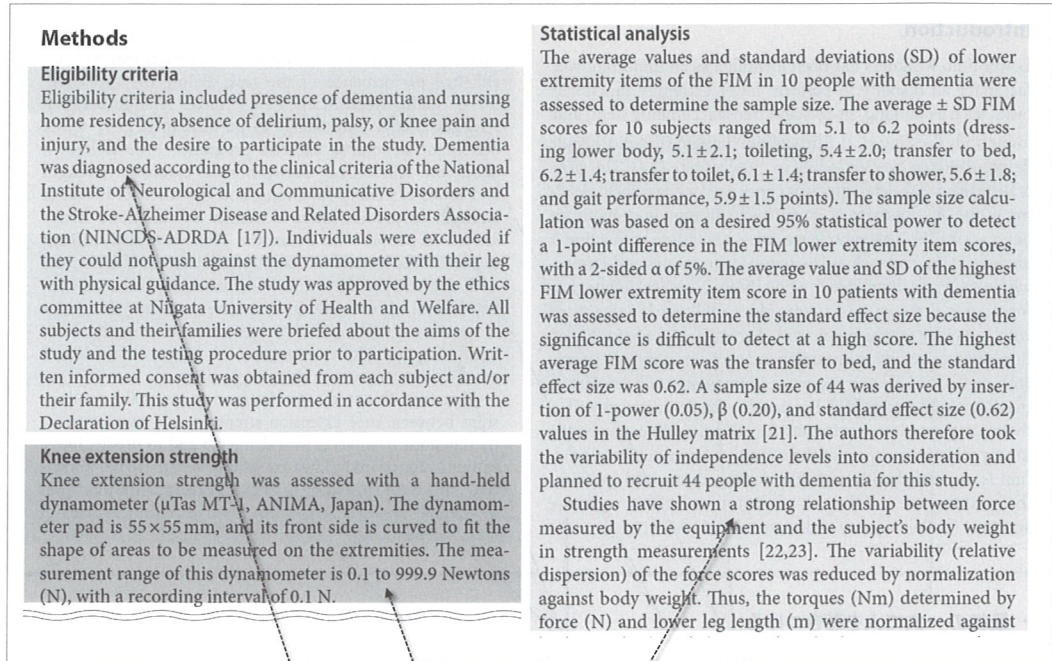 Methods
Eligibility criteria
Eligibility criteria included presence of dementia and nursing
home residency, absence of delirium, palsy, or knee pain and
injury, and the desire to participate in the study. Dementia
was diagnosed according to the clinical criteria of the National
Institute of Neurological and Communicative Disorders and
the Stroke-Alzheimer Disease and Related Disorders Associa-
tion (NINCDS-ADRDA [17]). Individuals were excluded if
they could not push against the dynamometer with their leg
with physical guidance. The study was approved by the ethics
committee at Niigata University of Health and Welfare. All
subjects and their families were briefed about the aims of the
study and the testing procedure prior to participation. Writ-
ten informed consent was obtained from each subject and/or
their family. This study was performed in accordance with the
Declaration of Helsinki.
Knee extension strength
Knee extension strength was assessed with a hand-held
dynamometer (μTas MT-1, ANIMA, Japan). The dynamom-
eter pad is 55×55 mm, and its front side is curved to fit the
shape of areas to be measured on the extremities. The mea-
surement range of this dynamometer is 0.1 to 999.9 Newtons
(N), with a recording interval of 0.1 N.
Statistical analysis
The average values and standard deviations (SD) of lower
extremity items of the FIM in 10 people with dementia were
assessed to determine the sample size. The average ± SD FIM
scores for 10 subjects ranged from 5.1 to 6.2 points (dress-
ing lower body, 5.1±2.1; toileting, 5.4±2.0; transfer to bed,
6.2±1.4; transfer to toilet, 6.1±1.4; transfer to shower, 5.6±1.8;
and gait performance, 5.9±1.5 points). The sample size calcu-
lation was based on a desired 95% statistical power to detect
a 1-point difference in the FIM lower extremity item scores,
with a 2-sided α of 5%. The average value and SD of the highest
FIM lower extremity item score in 10 patients with dementia
was assessed to determine the standard effect size because the
significance is difficult to detect at a high score. The highest
average FIM score was the transfer to bed, and the standard
effect size was 0.62. A sample size of 44 was derived by inser-
tion of 1-power (0.05), β (0.20), and standard effect size (0.62)
values in the Hulley matrix [21]. The authors therefore took
the variability of independence levels into consideration and
planned to recruit 44 people with dementia for this study.
Studies have shown a strong relationship between force
measured by the equipment and the subject's body weight
in strength measurements [22,23]. The variability (relative
dispersion) of the force scores was reduced by normalization
against body weight. Thus, the torques (Nm) determined by
force (N) and lower leg length (m) were normalized against